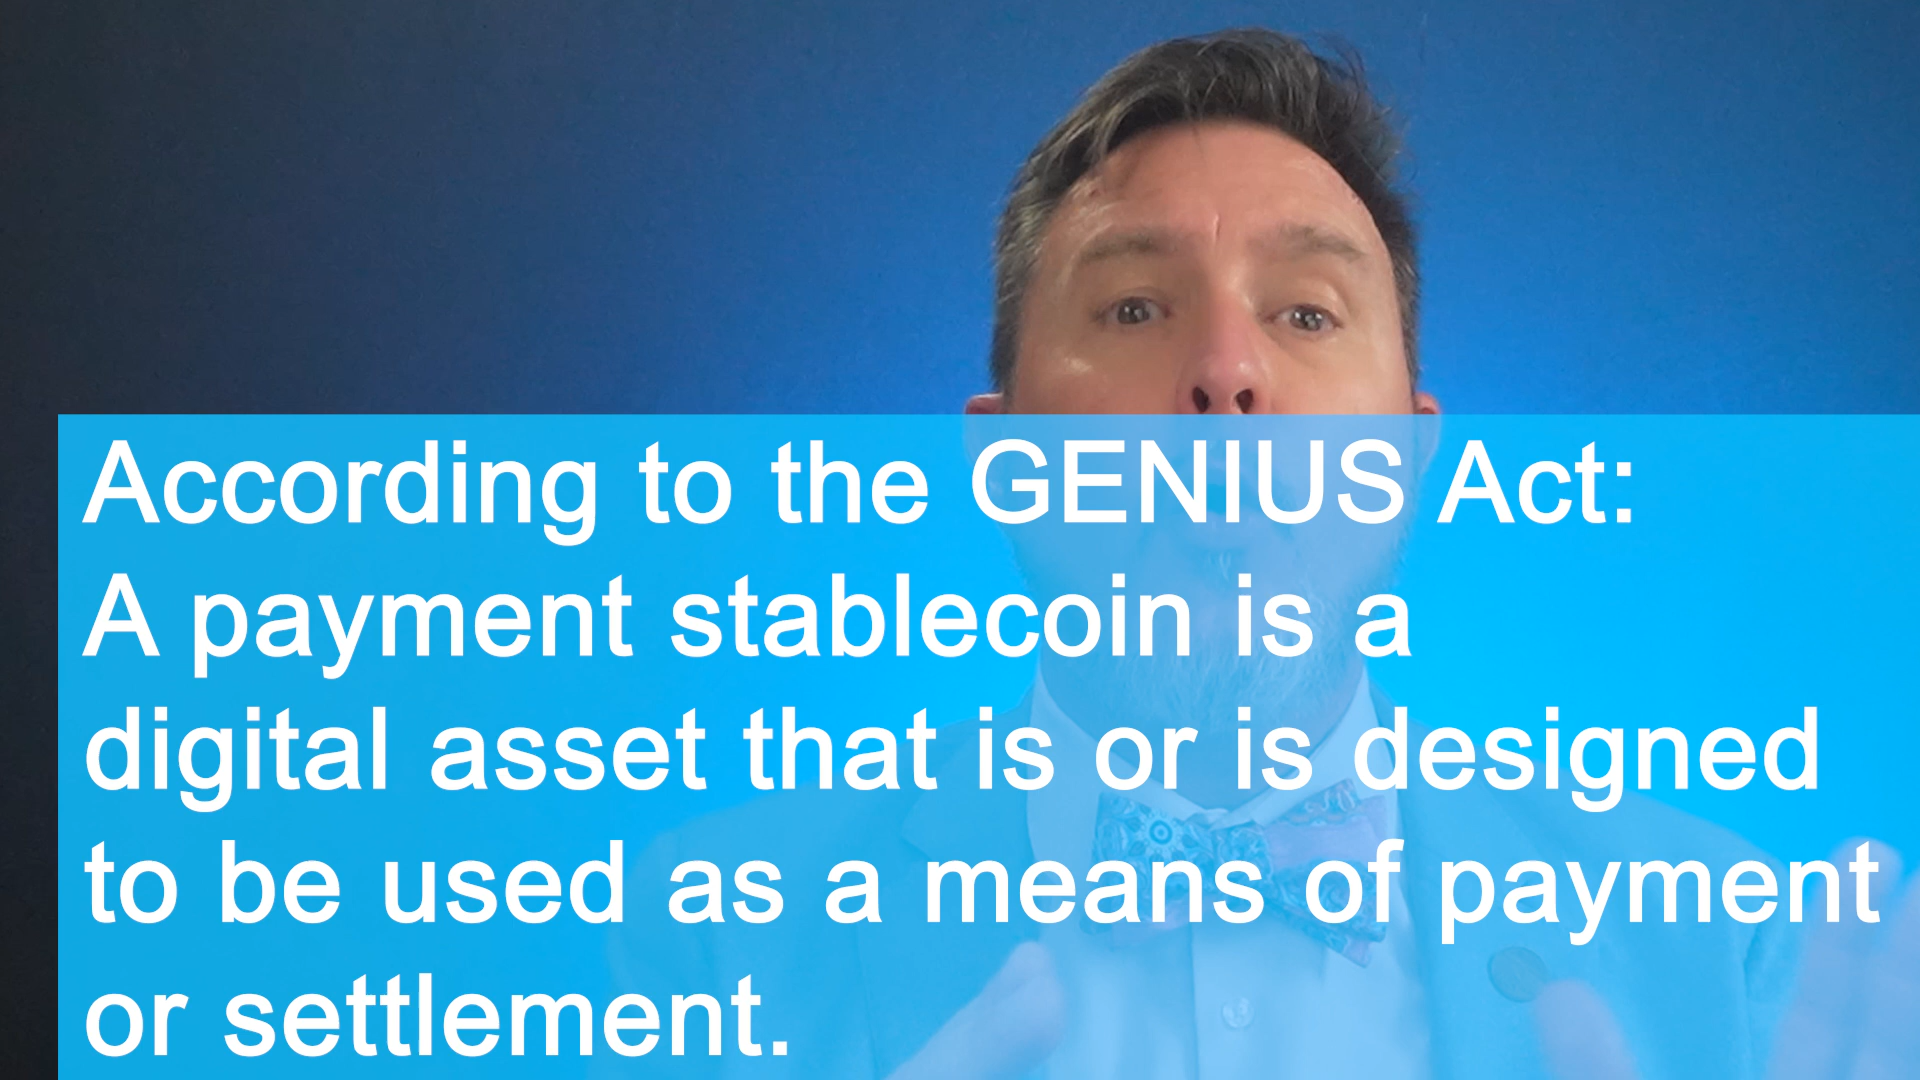 According to the GENIUS Act:
A payment stablecoin is a
digital asset that is or is designed
to be used as a means of payment
or settlement.